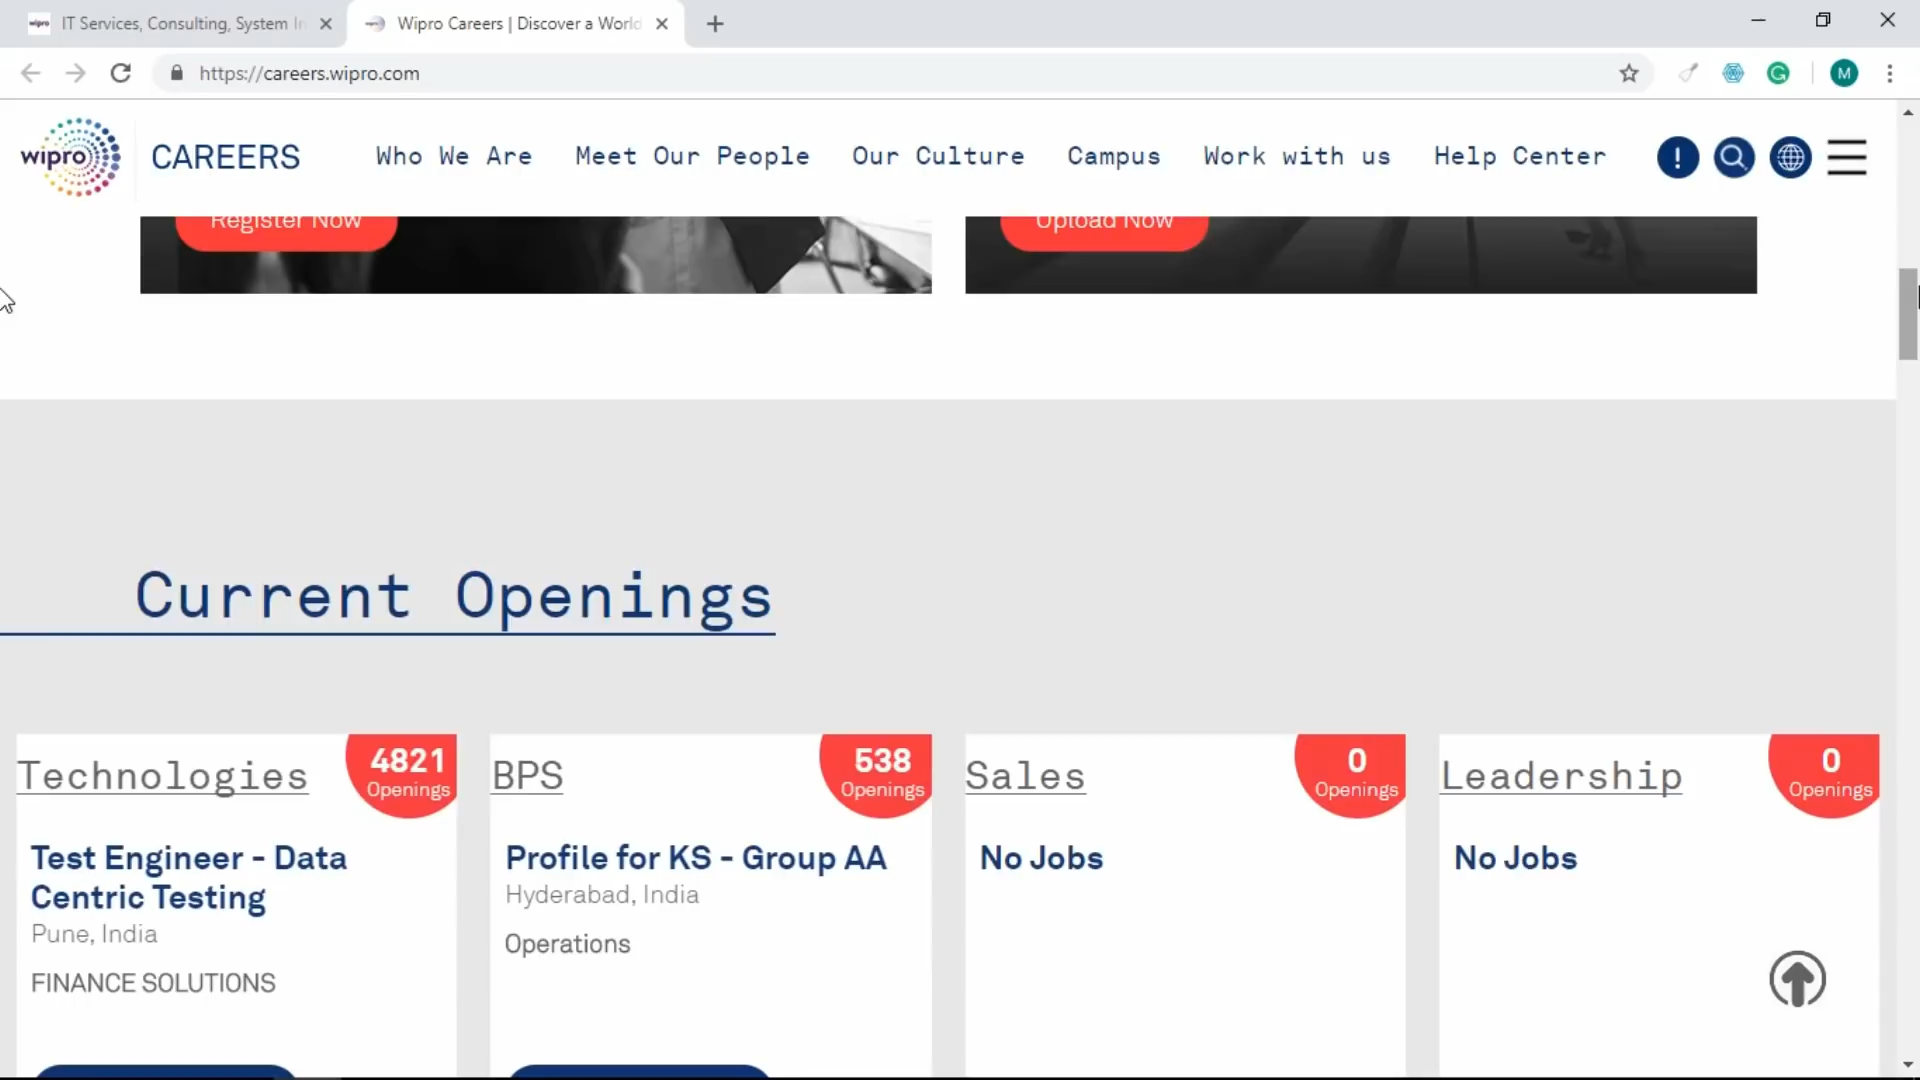 IT Services, Consulting, System In
Wipro Careers | Discover a World
https://careers.wipro.com
M
wipro
CAREERS
Who We Are
Meet Our People
Our Culture
Campus
Work with us
Help Center
Register Now
Upload Now
Current Openings
Technologies
4821
Openings
Test Engineer - Data
Centric Testing
Pune, India
FINANCE SOLUTIONS
BPS
538
Openings
Profile for KS - Group AA
Hyderabad, India
Operations
Sales
0
Openings
No Jobs
Leadership
0
Openings
No Jobs